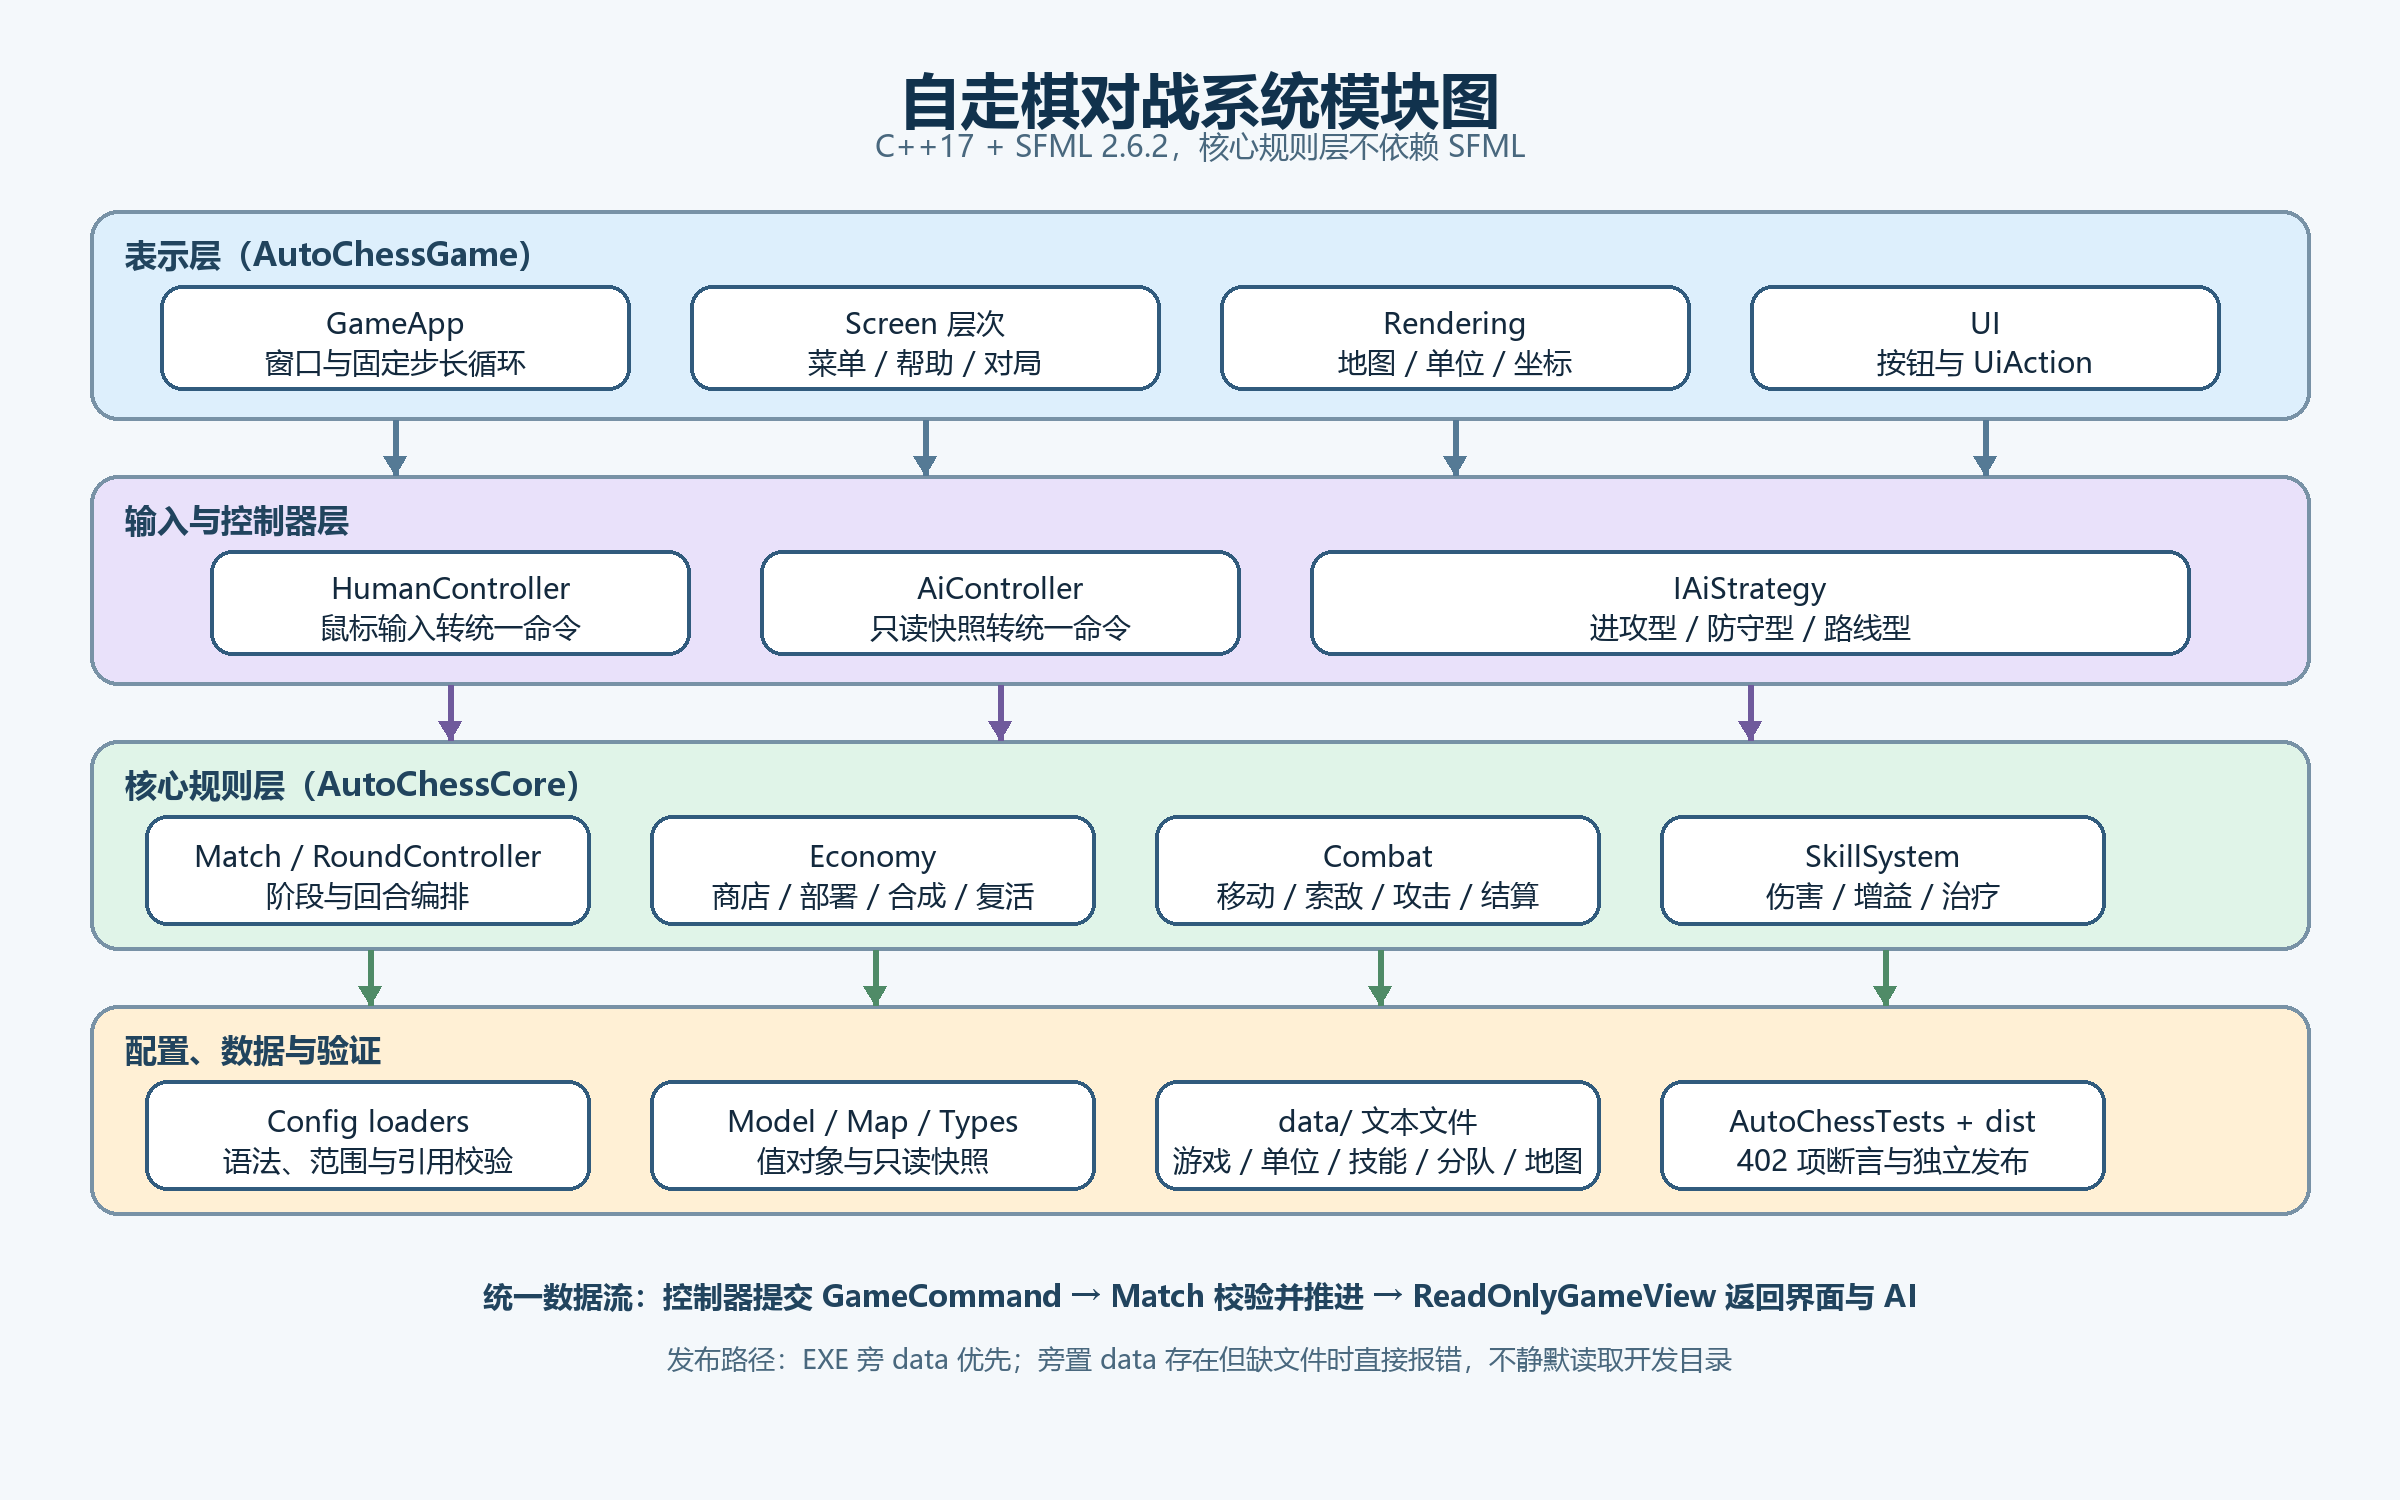 自走棋对战系统模块图
C++17 + SFML 2.6.2，核心规则层不依赖 SFML
表示层（AutoChessGame）
GameApp
窗口与固定步长循环
Screen 层次
菜单 / 帮助 / 对局
Rendering
地图 / 单位 / 坐标
UI
按钮与 UiAction
输入与控制器层
HumanController
鼠标输入转统一命令
AiController
只读快照转统一命令
IAiStrategy
进攻型 / 防守型 / 路线型
核心规则层（AutoChessCore）
Match / RoundController
阶段与回合编排
Economy
商店 / 部署 / 合成 / 复活
Combat
移动 / 索敌 / 攻击 / 结算
SkillSystem
伤害 / 增益 / 治疗
配置、数据与验证
Config loaders
语法、范围与引用校验
Model / Map / Types
值对象与只读快照
data/ 文本文件
游戏 / 单位 / 技能 / 分队 / 地图
AutoChessTests + dist
402 项断言与独立发布
统一数据流：控制器提交 GameCommand → Match 校验并推进 → ReadOnlyGameView 返回界面与 AI
发布路径：EXE 旁 data 优先；旁置 data 存在但缺文件时直接报错，不静默读取开发目录